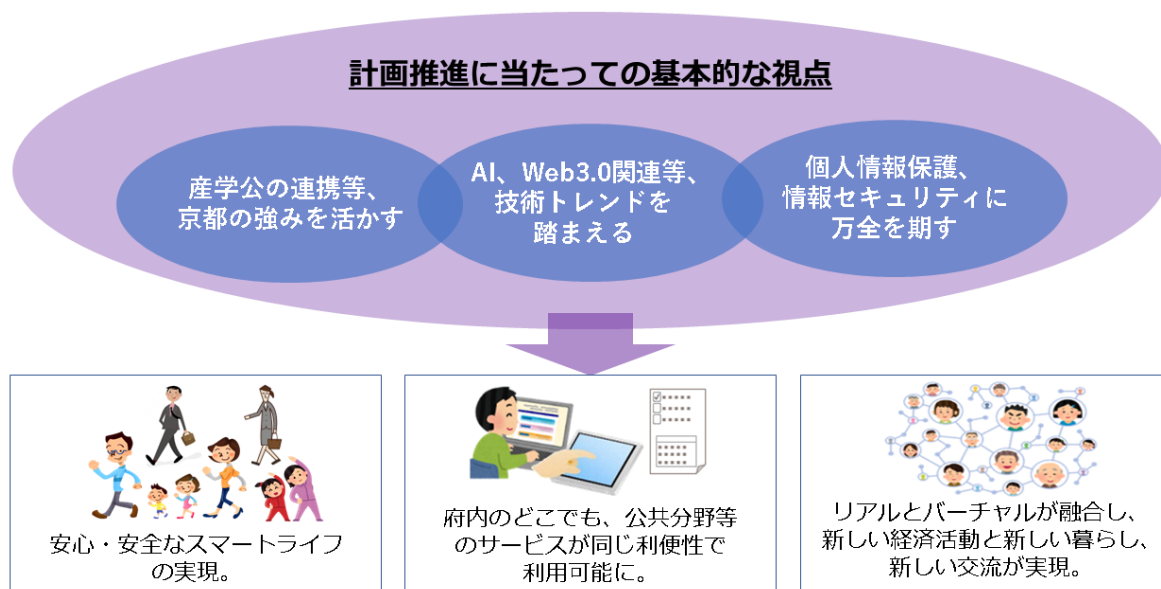 計画推進に当たっての基本的な視点
産学公の連携等、
京都の強みを活かす
AI、Web3.0関連等、
技術トレンドを
踏まえる
個人情報保護、
情報セキュリティに
万全を期す
安心・安全なスマートライフ
の実現。
府内のどこでも、公共分野等
のサービスが同じ利便性で
利用可能に。
リアルとバーチャルが融合し、
新しい経済活動と新しい暮らし、
新しい交流が実現。